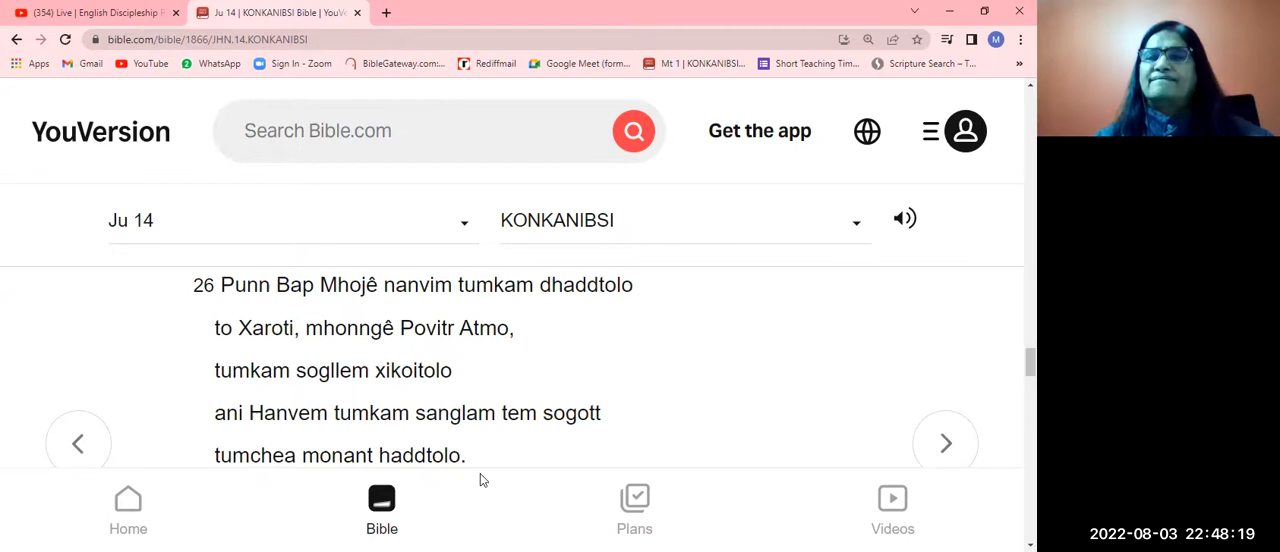 (354) Live | English Discipleship P
Ju 14 | KONKANIBSI Bible | YouVe
bible.com/bible/1866/JHN.14.KONKANIBSI
M
Apps Gmail YouTube 2 WhatsApp Sign In - Zoom BibleGateway.com:... Rediffmail Google Meet (form... Mt 1 | KONKANIBSI... Short Teaching Tim... Scripture Search – T... »
YouVersion Search Bible.com Get the app
Ju 14 KONKANIBSI
26 Punn Bap Mhojê nanvim tumkam dhaddtolo
to Xaroti, mhonngê Povitr Atmo,
tumkam sogllem xikoitolo
ani Hanvem tumkam sanglam tem sogott
tumchea monant haddtolo.
Home Bible Plans Videos
2022-08-03 22:48:19